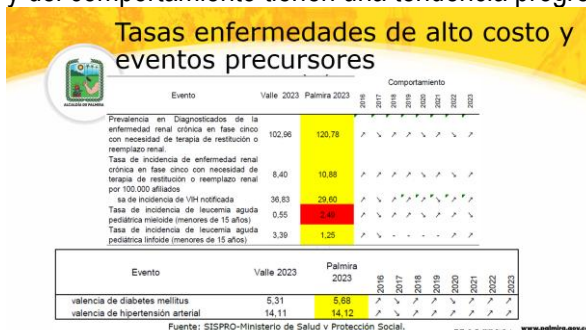 y del comportamiento tienen una tendencia progre
Tasas enfermedades de alto costo y
eventos precursores
ALCALDÍA DE PALMIRA
Comportamiento
Evento Valle 2023 Palmira 2023 2016 2017 2018 2019 2020 2021 2022 2023
Prevalencia en Diagnosticados de la
enfermedad renal crónica en fase cinco
con necesidad de terapia de restitución o
reemplazo renal.
102,96 120,78 ↗ ↘ ↗ ↗ ↘ ↗ ↘ ↗
Tasa de incidencia de enfermedad renal
crónica en fase cinco con necesidad de
terapia de restitución o reemplazo renal
por 100.000 afiliados
8,40 10,88 ↗ ↗ ↗ ↗ ↘ ↗ ↘ ↗
sa de incidencia de VIH notificada 36,83 29,60
Tasa de incidencia de leucemia aguda
pediátrica mieloide (menores de 15 años)
0,55 2,49
Tasa de incidencia de leucemia aguda
pediátrica linfoide (menores de 15 años)
3,39 1,25 ↗ ↘ - - - - ↗ ↗
Evento Valle 2023 Palmira 2023 2016 2017 2018 2019 2020 2021 2022 2023
valencia de diabetes mellitus 5,31 5,68 ↗ ↘ ↗ ↗ ↗ ↗ ↗ ↗
valencia de hipertensión arterial 14,11 14,12
Fuente: SISPRO-Ministerio de Salud y Protección Social.
www.palmira.gov.c